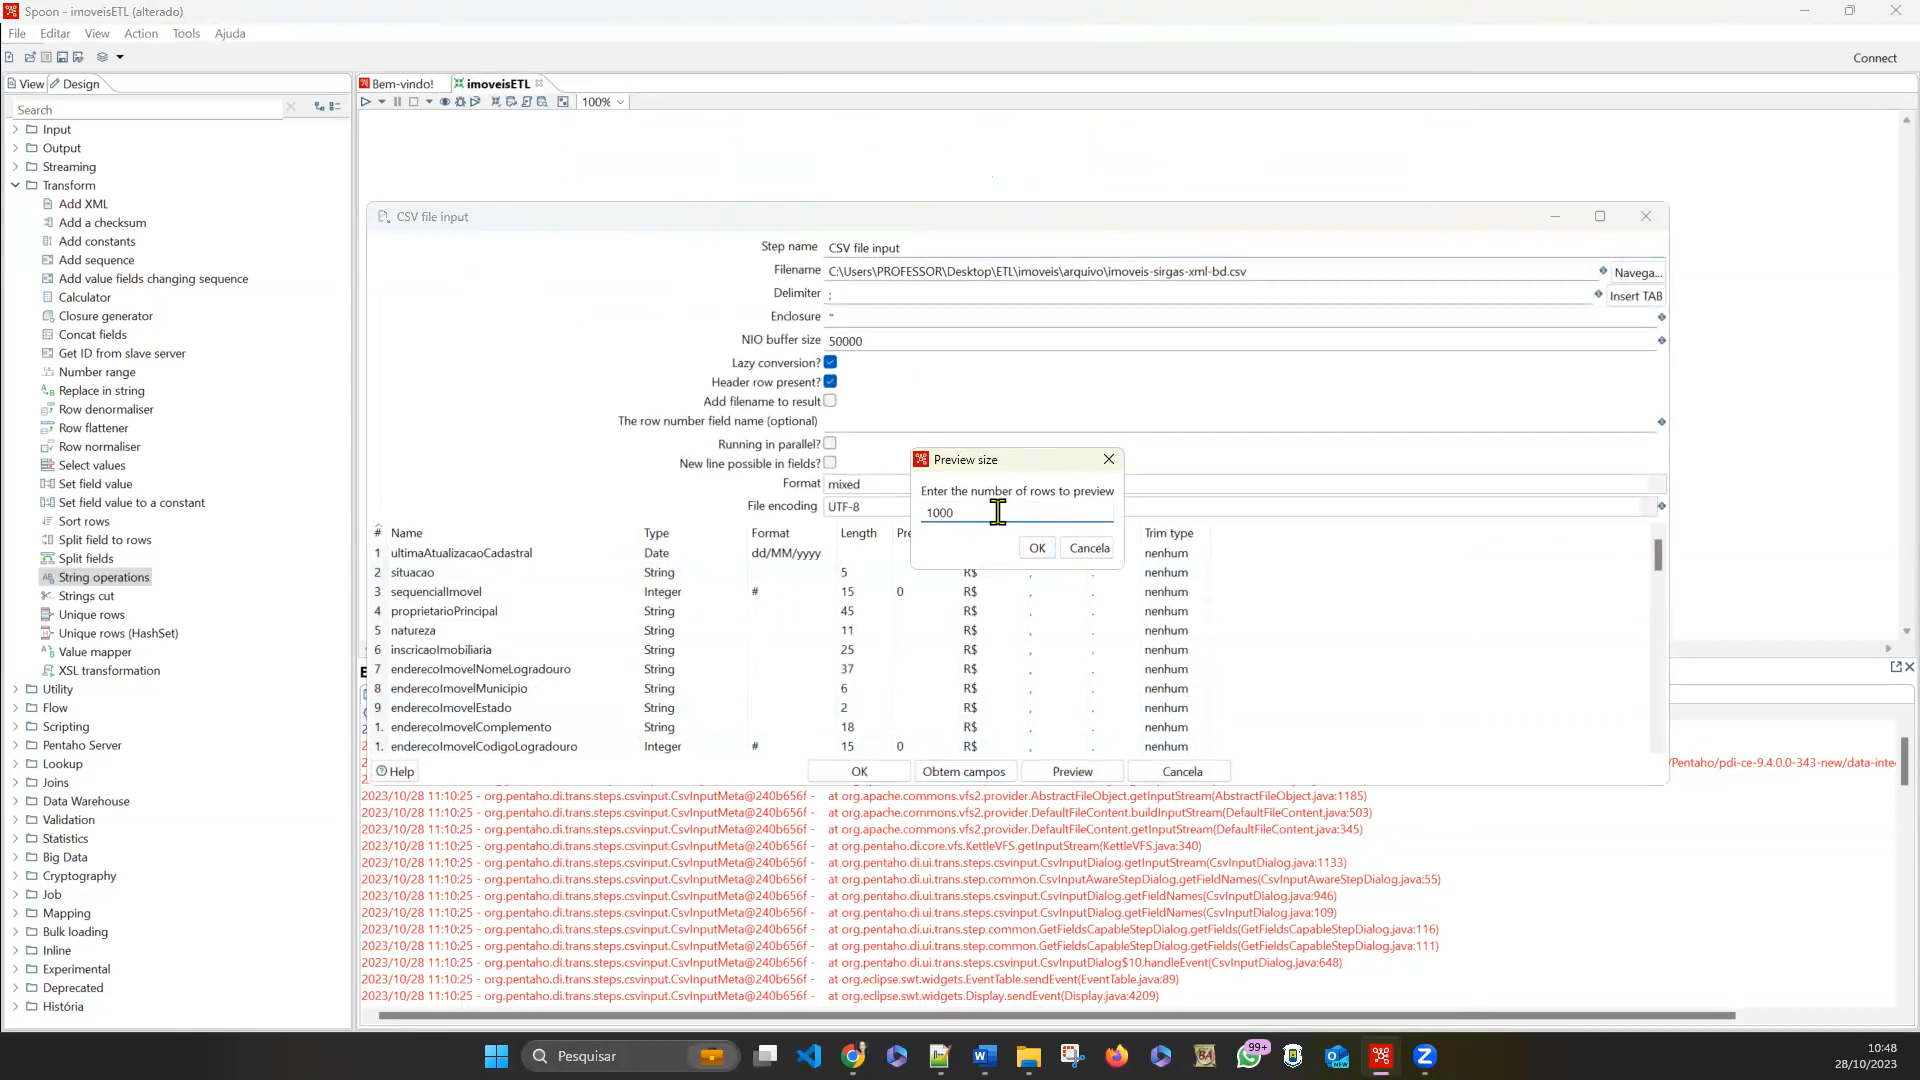 Spoon - imoveisETL (alterado)
File Editar View Action Tools Ajuda
Connect
View Design
Bem-vindo! imoveisETL
Search
100%
Input
Output
Streaming
Transform
Add XML
Add a checksum
Add constants
Add sequence
Add value fields changing sequence
Calculator
Closure generator
Concat fields
Get ID from slave server
Number range
Replace in string
Row denormaliser
Row flattener
Row normaliser
Select values
Set field value
Set field value to a constant
Sort rows
Split field to rows
Split fields
String operations
Strings cut
Unique rows
Unique rows (HashSet)
Value mapper
XSL transformation
Utility
Flow
Scripting
Pentaho Server
Lookup
Joins
Data Warehouse
Validation
Statistics
Big Data
Cryptography
Job
Mapping
Bulk loading
Inline
Experimental
Deprecated
História
CSV file input
Step name CSV file input
Filename C:\Users\PROFESSOR\Desktop\ETL\imoveis\arquivo\imoveis-sirgas-xml-bd.csv Navega...
Delimiter ; Insert TAB
Enclosure "
NIO buffer size 50000
Lazy conversion?
Header row present?
Add filename to result
The row number field name (optional)
Running in parallel?
New line possible in fields?
Format mixed
File encoding UTF-8
Preview size
Enter the number of rows to preview
1000
OK Cancela
# Name Type Format Length Pre Trim type
1 ultimaAtualizacaoCadastral Date dd/MM/yyyy nenhum
2 situacao String 5 R$ , . nenhum
3 sequencialImovel Integer # 15 0 R$ , . nenhum
4 proprietarioPrincipal String 45 R$ , . nenhum
5 natureza String 11 R$ , . nenhum
6 inscricaoImobiliaria String 25 R$ , . nenhum
7 enderecoImovelNomeLogradouro String 37 R$ , . nenhum
8 enderecoImovelMunicipio String 6 R$ , . nenhum
9 enderecoImovelEstado String 2 R$ , . nenhum
1. enderecoImovelComplemento String 18 R$ , . nenhum
1. enderecoImovelCodigoLogradouro Integer # 15 0 R$ , . nenhum
Help OK Obtem campos Preview Cancela
/Pentaho/pdi-ce-9.4.0.0-343-new/data-inte
2023/10/28 11:10:25 - org.pentaho.di.trans.steps.csvinput.CsvInputMeta@240b656f - at org.apache.commons.vfs2.provider.AbstractFileObject.getInputStream(AbstractFileObject.java:1185)
2023/10/28 11:10:25 - org.pentaho.di.trans.steps.csvinput.CsvInputMeta@240b656f - at org.apache.commons.vfs2.provider.DefaultFileContent.buildInputStream(DefaultFileContent.java:503)
2023/10/28 11:10:25 - org.pentaho.di.trans.steps.csvinput.CsvInputMeta@240b656f - at org.apache.commons.vfs2.provider.DefaultFileContent.getInputStream(DefaultFileContent.java:345)
2023/10/28 11:10:25 - org.pentaho.di.trans.steps.csvinput.CsvInputMeta@240b656f - at org.pentaho.di.core.vfs.KettleVFS.getInputStream(KettleVFS.java:340)
2023/10/28 11:10:25 - org.pentaho.di.trans.steps.csvinput.CsvInputMeta@240b656f - at org.pentaho.di.ui.trans.steps.csvinput.CsvInputDialog.getInputStream(CsvInputDialog.java:1133)
2023/10/28 11:10:25 - org.pentaho.di.trans.steps.csvinput.CsvInputMeta@240b656f - at org.pentaho.di.ui.trans.step.common.CsvInputAwareStepDialog.getFieldNames(CsvInputAwareStepDialog.java:55)
2023/10/28 11:10:25 - org.pentaho.di.trans.steps.csvinput.CsvInputMeta@240b656f - at org.pentaho.di.ui.trans.steps.csvinput.CsvInputDialog.getFieldNames(CsvInputDialog.java:946)
2023/10/28 11:10:25 - org.pentaho.di.trans.steps.csvinput.CsvInputMeta@240b656f - at org.pentaho.di.ui.trans.steps.csvinput.CsvInputDialog.getFieldNames(CsvInputDialog.java:109)
2023/10/28 11:10:25 - org.pentaho.di.trans.steps.csvinput.CsvInputMeta@240b656f - at org.pentaho.di.ui.trans.step.common.GetFieldsCapableStepDialog.getFields(GetFieldsCapableStepDialog.java:116)
2023/10/28 11:10:25 - org.pentaho.di.trans.steps.csvinput.CsvInputMeta@240b656f - at org.pentaho.di.ui.trans.step.common.GetFieldsCapableStepDialog.getFields(GetFieldsCapableStepDialog.java:111)
2023/10/28 11:10:25 - org.pentaho.di.trans.steps.csvinput.CsvInputMeta@240b656f - at org.pentaho.di.ui.trans.steps.csvinput.CsvInputDialog$10.handleEvent(CsvInputDialog.java:648)
2023/10/28 11:10:25 - org.pentaho.di.trans.steps.csvinput.CsvInputMeta@240b656f - at org.eclipse.swt.widgets.EventTable.sendEvent(EventTable.java:89)
2023/10/28 11:10:25 - org.pentaho.di.trans.steps.csvinput.CsvInputMeta@240b656f - at org.eclipse.swt.widgets.Display.sendEvent(Display.java:4209)
Pesquisar
99+
10:48
28/10/2023